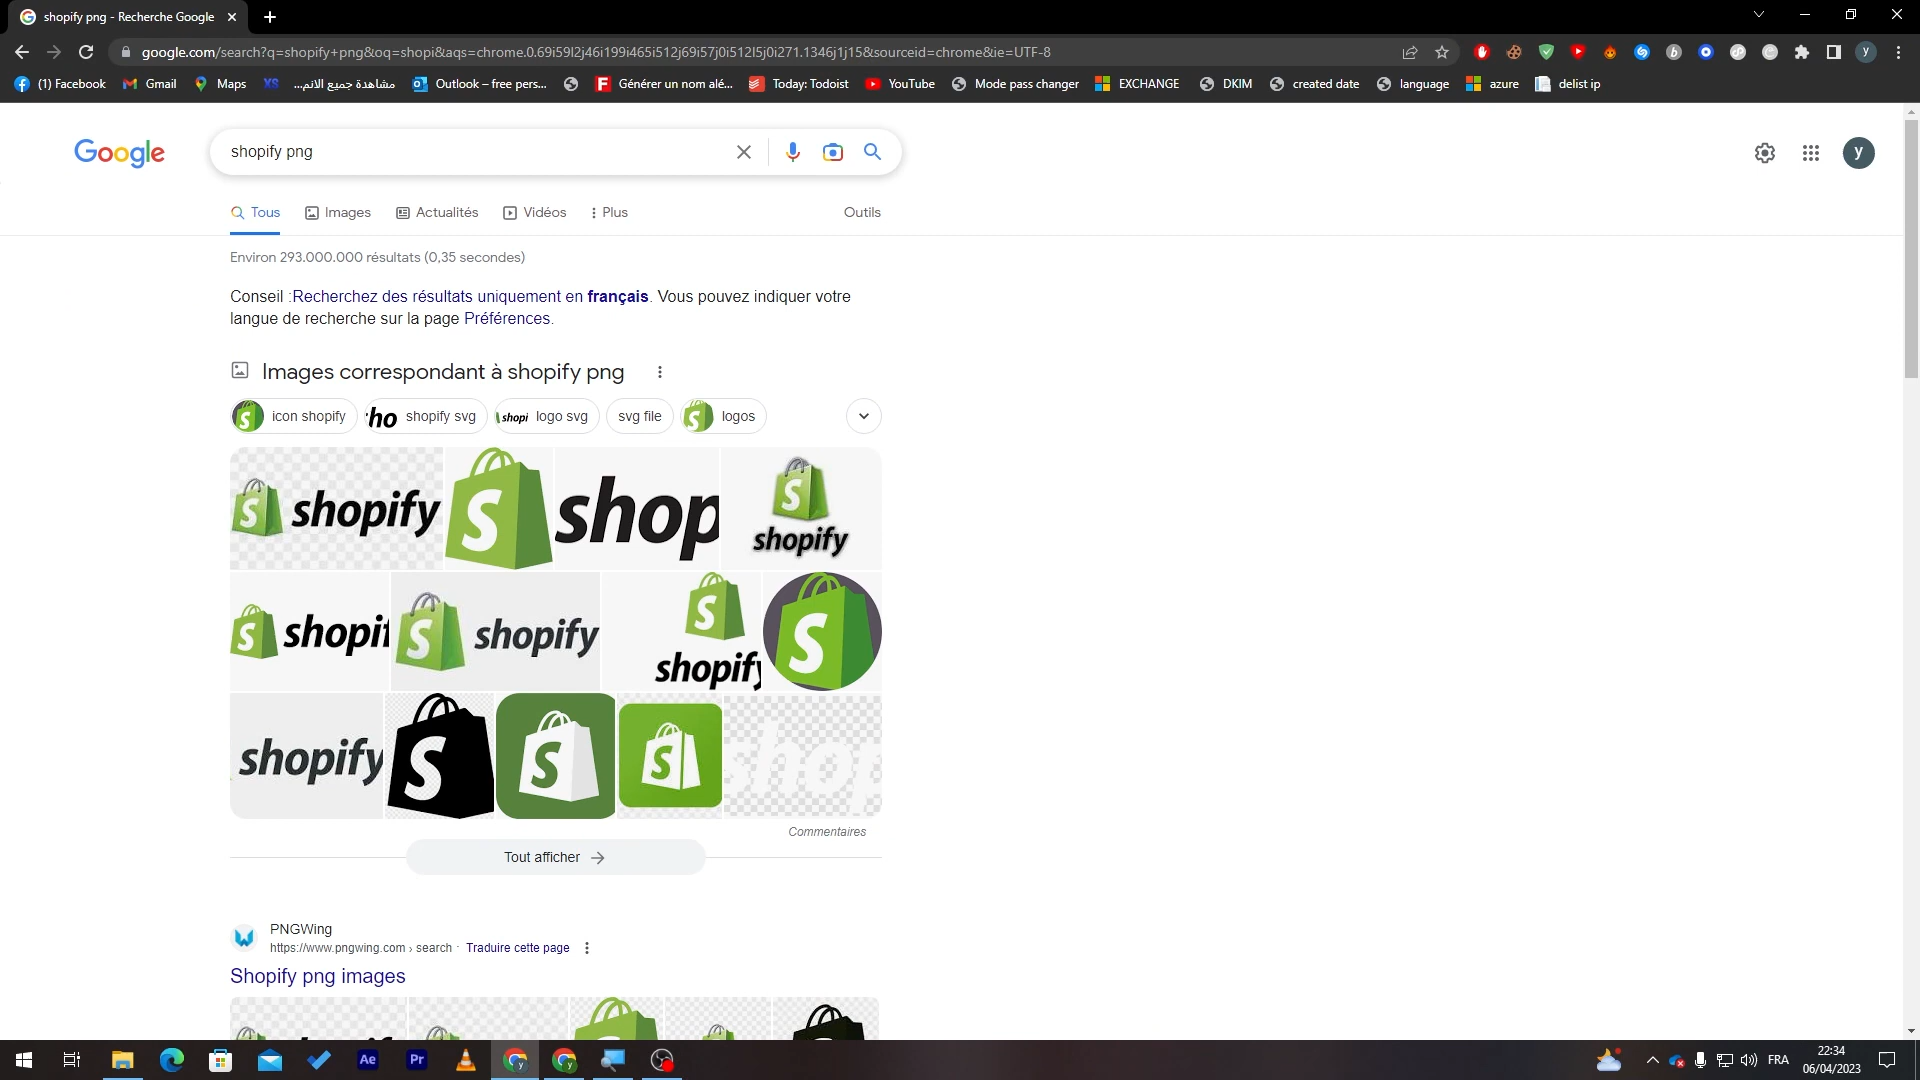 shopify png - Recherche Google
google.com/search?q=shopify+png&oq=shopi&aqs=chrome.0.69i59l2j46i199i465i512j69i57j0i512l5j0i271.1346j1j15&sourceid=chrome&ie=UTF-8
(1) Facebook
Gmail
Maps
XS
مشاهدة جميع الانم...
Outlook – free pers...
Générer un nom alé...
Today: Todoist
YouTube
Mode pass changer
EXCHANGE
DKIM
created date
language
azure
delist ip
Google
shopify png
y
Tous
Images
Actualités
Vidéos
Plus
Outils
Environ 293.000.000 résultats (0,35 secondes)
Conseil :Recherchez des résultats uniquement en français. Vous pouvez indiquer votre
langue de recherche sur la page Préférences.
Images correspondant à shopify png
icon shopify
shopify svg
logo svg
svg file
logos
shopify
shop
shopify
shopif
shopify
shopify
shopify
shop
Commentaires
Tout afficher
PNGWing
https://www.pngwing.com › search · Traduire cette page
Shopify png images
Ae
Pr
FRA
22:34
06/04/2023